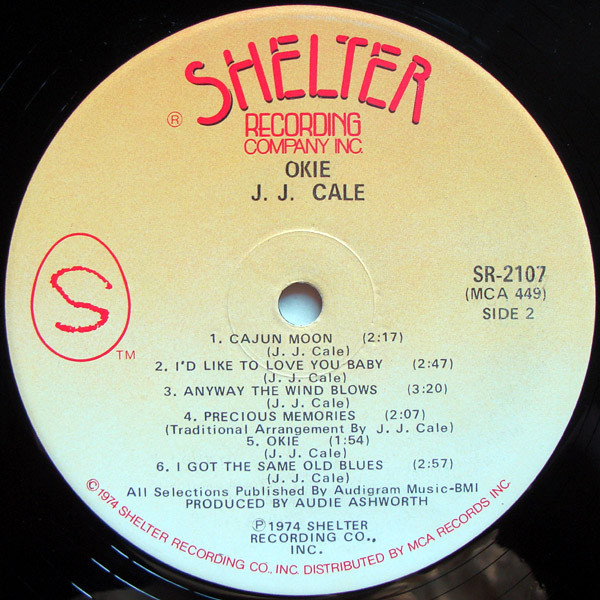 SHELTER
®
RECORDING
COMPANY INC.
OKIE
J. J. CALE
S
TM
SR-2107
(MCA 449)
SIDE 2
1. CAJUN MOON (2:17)
(J. J. Cale)
2. I'D LIKE TO LOVE YOU BABY (2:47)
(J. J. Cale)
3. ANYWAY THE WIND BLOWS (3:20)
(J. J. Cale)
4. PRECIOUS MEMORIES (2:07)
(Traditional Arrangement By J. J. Cale)
5. OKIE (1:54)
(J. J. Cale)
6. I GOT THE SAME OLD BLUES (2:57)
(J. J. Cale)
All Selections Published By Audigram Music-BMI
PRODUCED BY AUDIE ASHWORTH
℗ 1974 SHELTER
RECORDING CO.,
INC.
©1974 SHELTER RECORDING CO., INC. DISTRIBUTED BY MCA RECORDS INC.